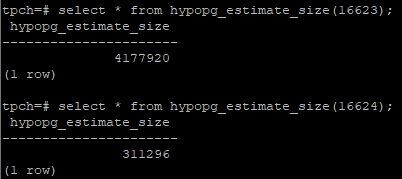 tpch=# select * from hypopg_estimate_size(16623);
hypopg_estimate_size
----------------------
4177920
(1 row)
tpch=# select * from hypopg_estimate_size(16624);
hypopg_estimate_size
----------------------
311296
(1 row)